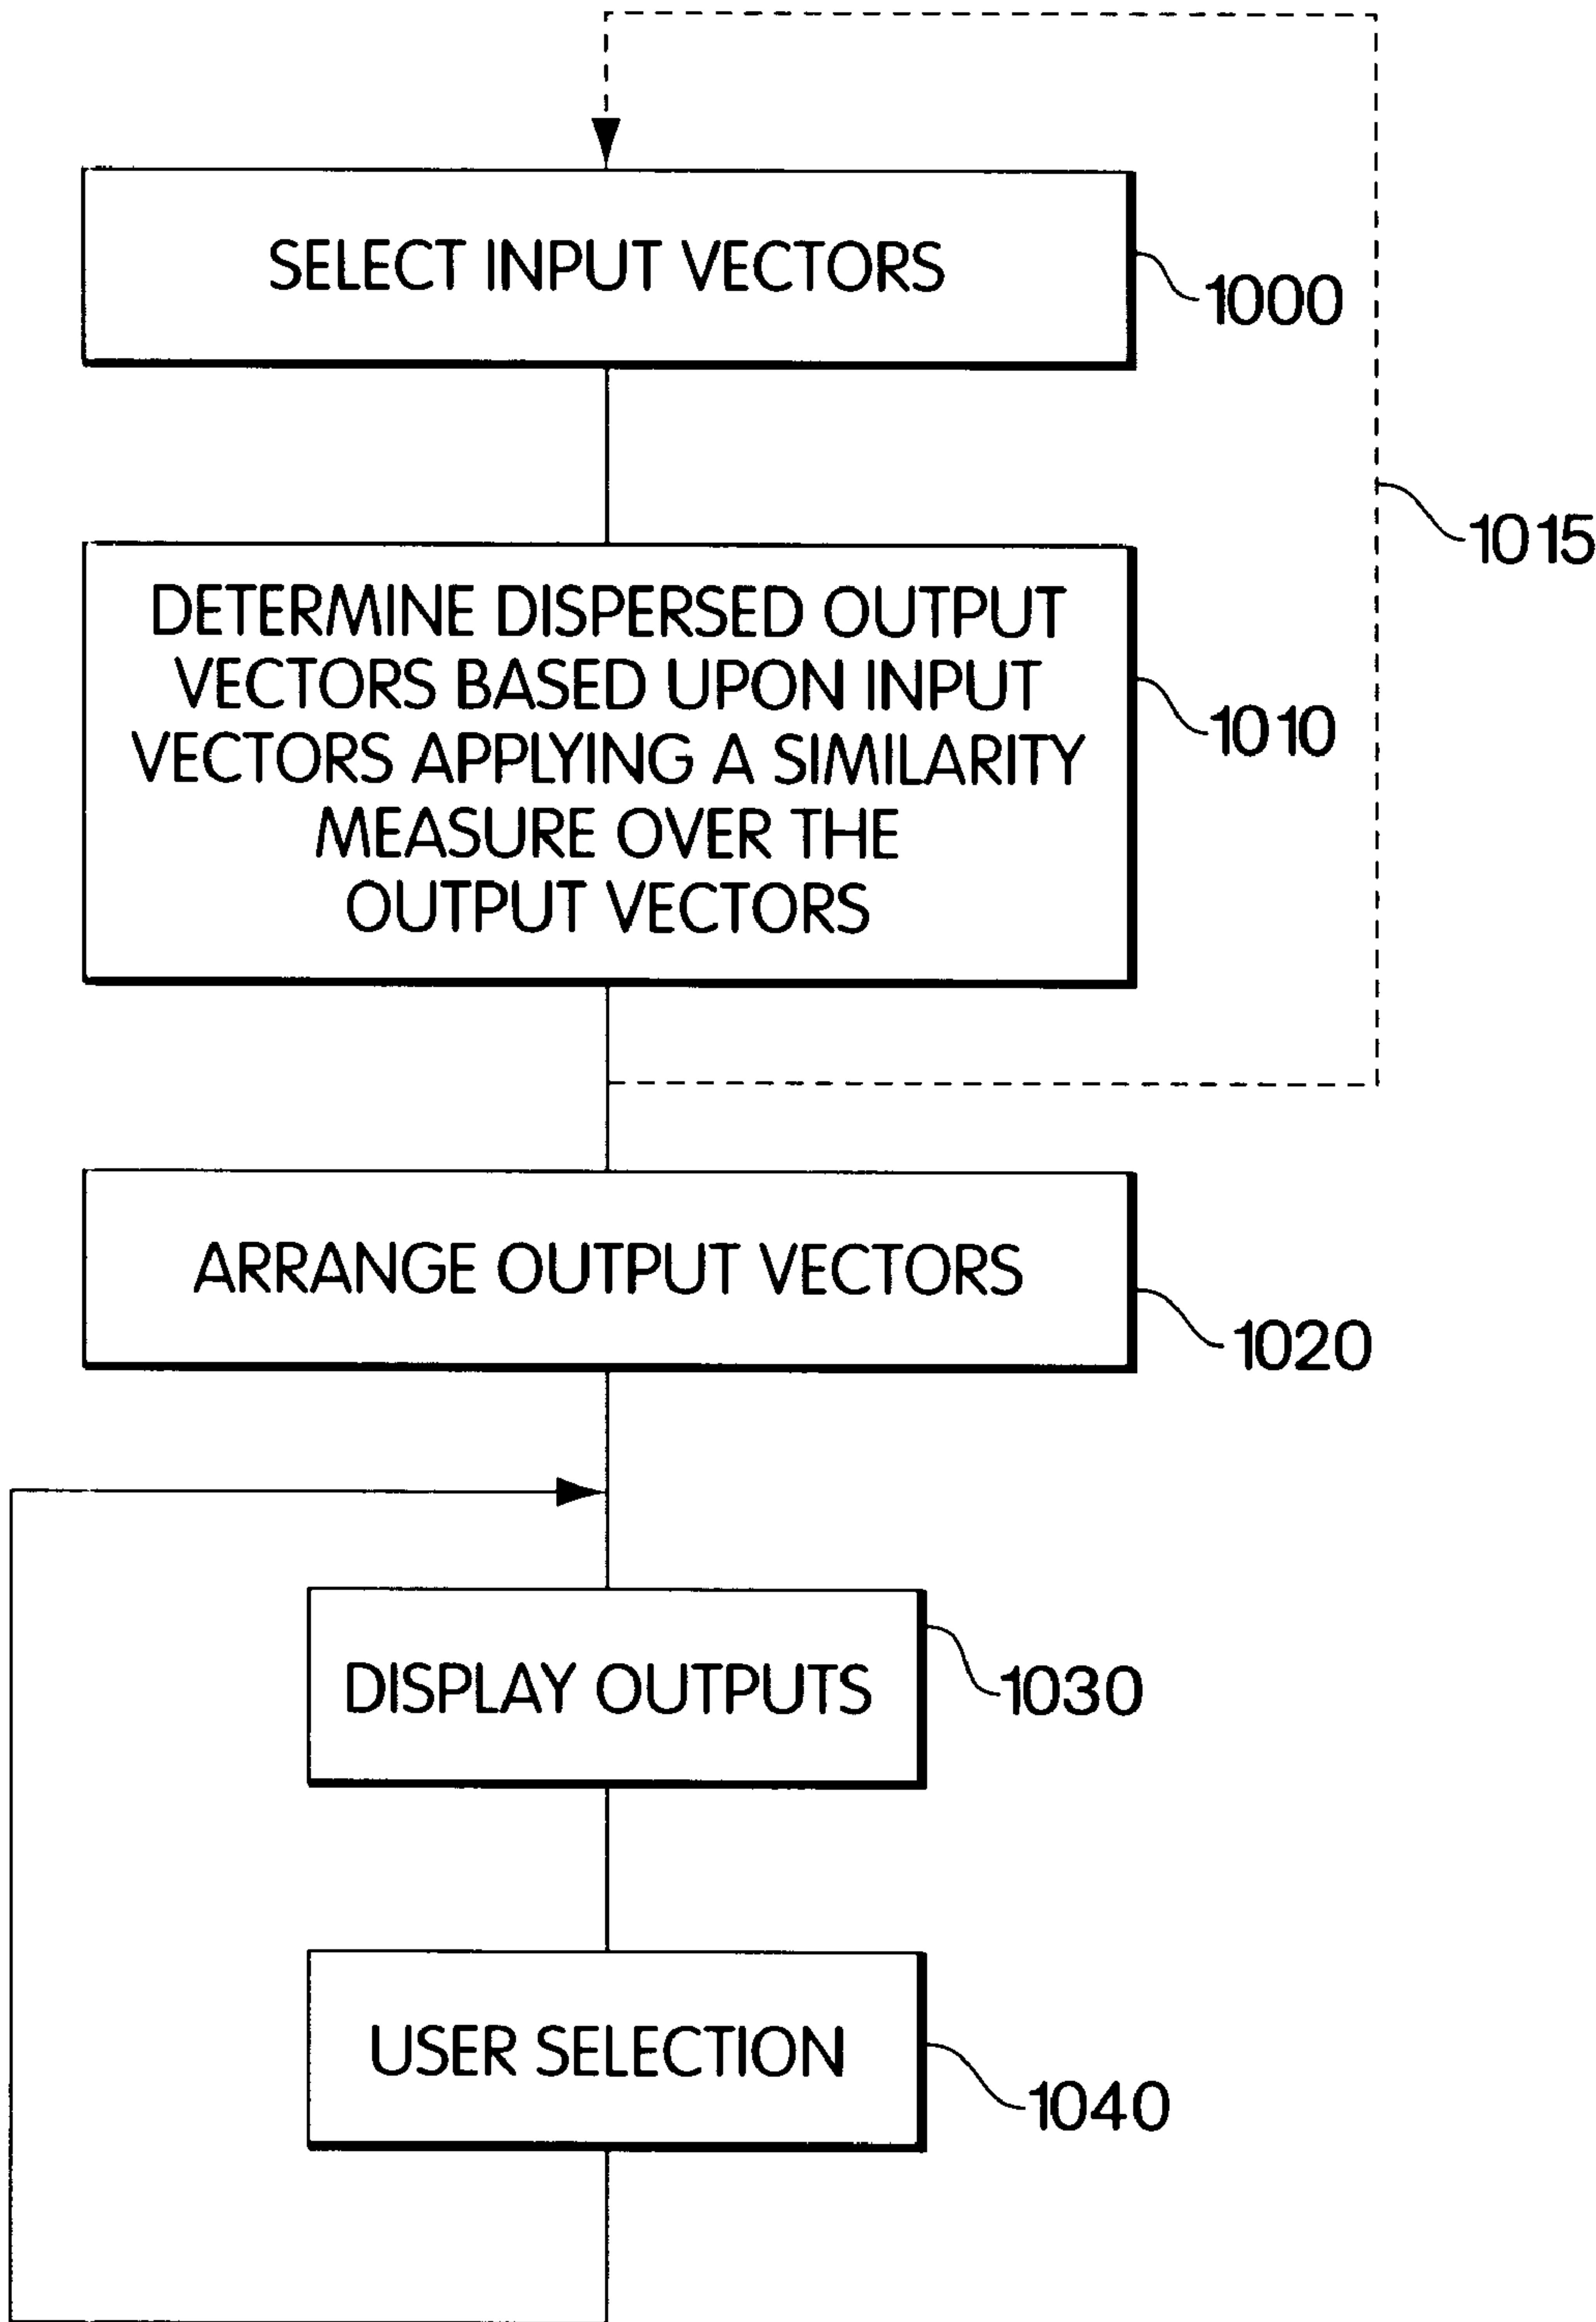 SELECT INPUT VECTORS
1000
1015
DETERMINE DISPERSED OUTPUT
VECTORS BASED UPON INPUT
VECTORS APPLYING A SIMILARITY
MEASURE OVER THE
OUTPUT VECTORS
1010
ARRANGE OUTPUT VECTORS
1020
DISPLAY OUTPUTS
1030
USER SELECTION
1040